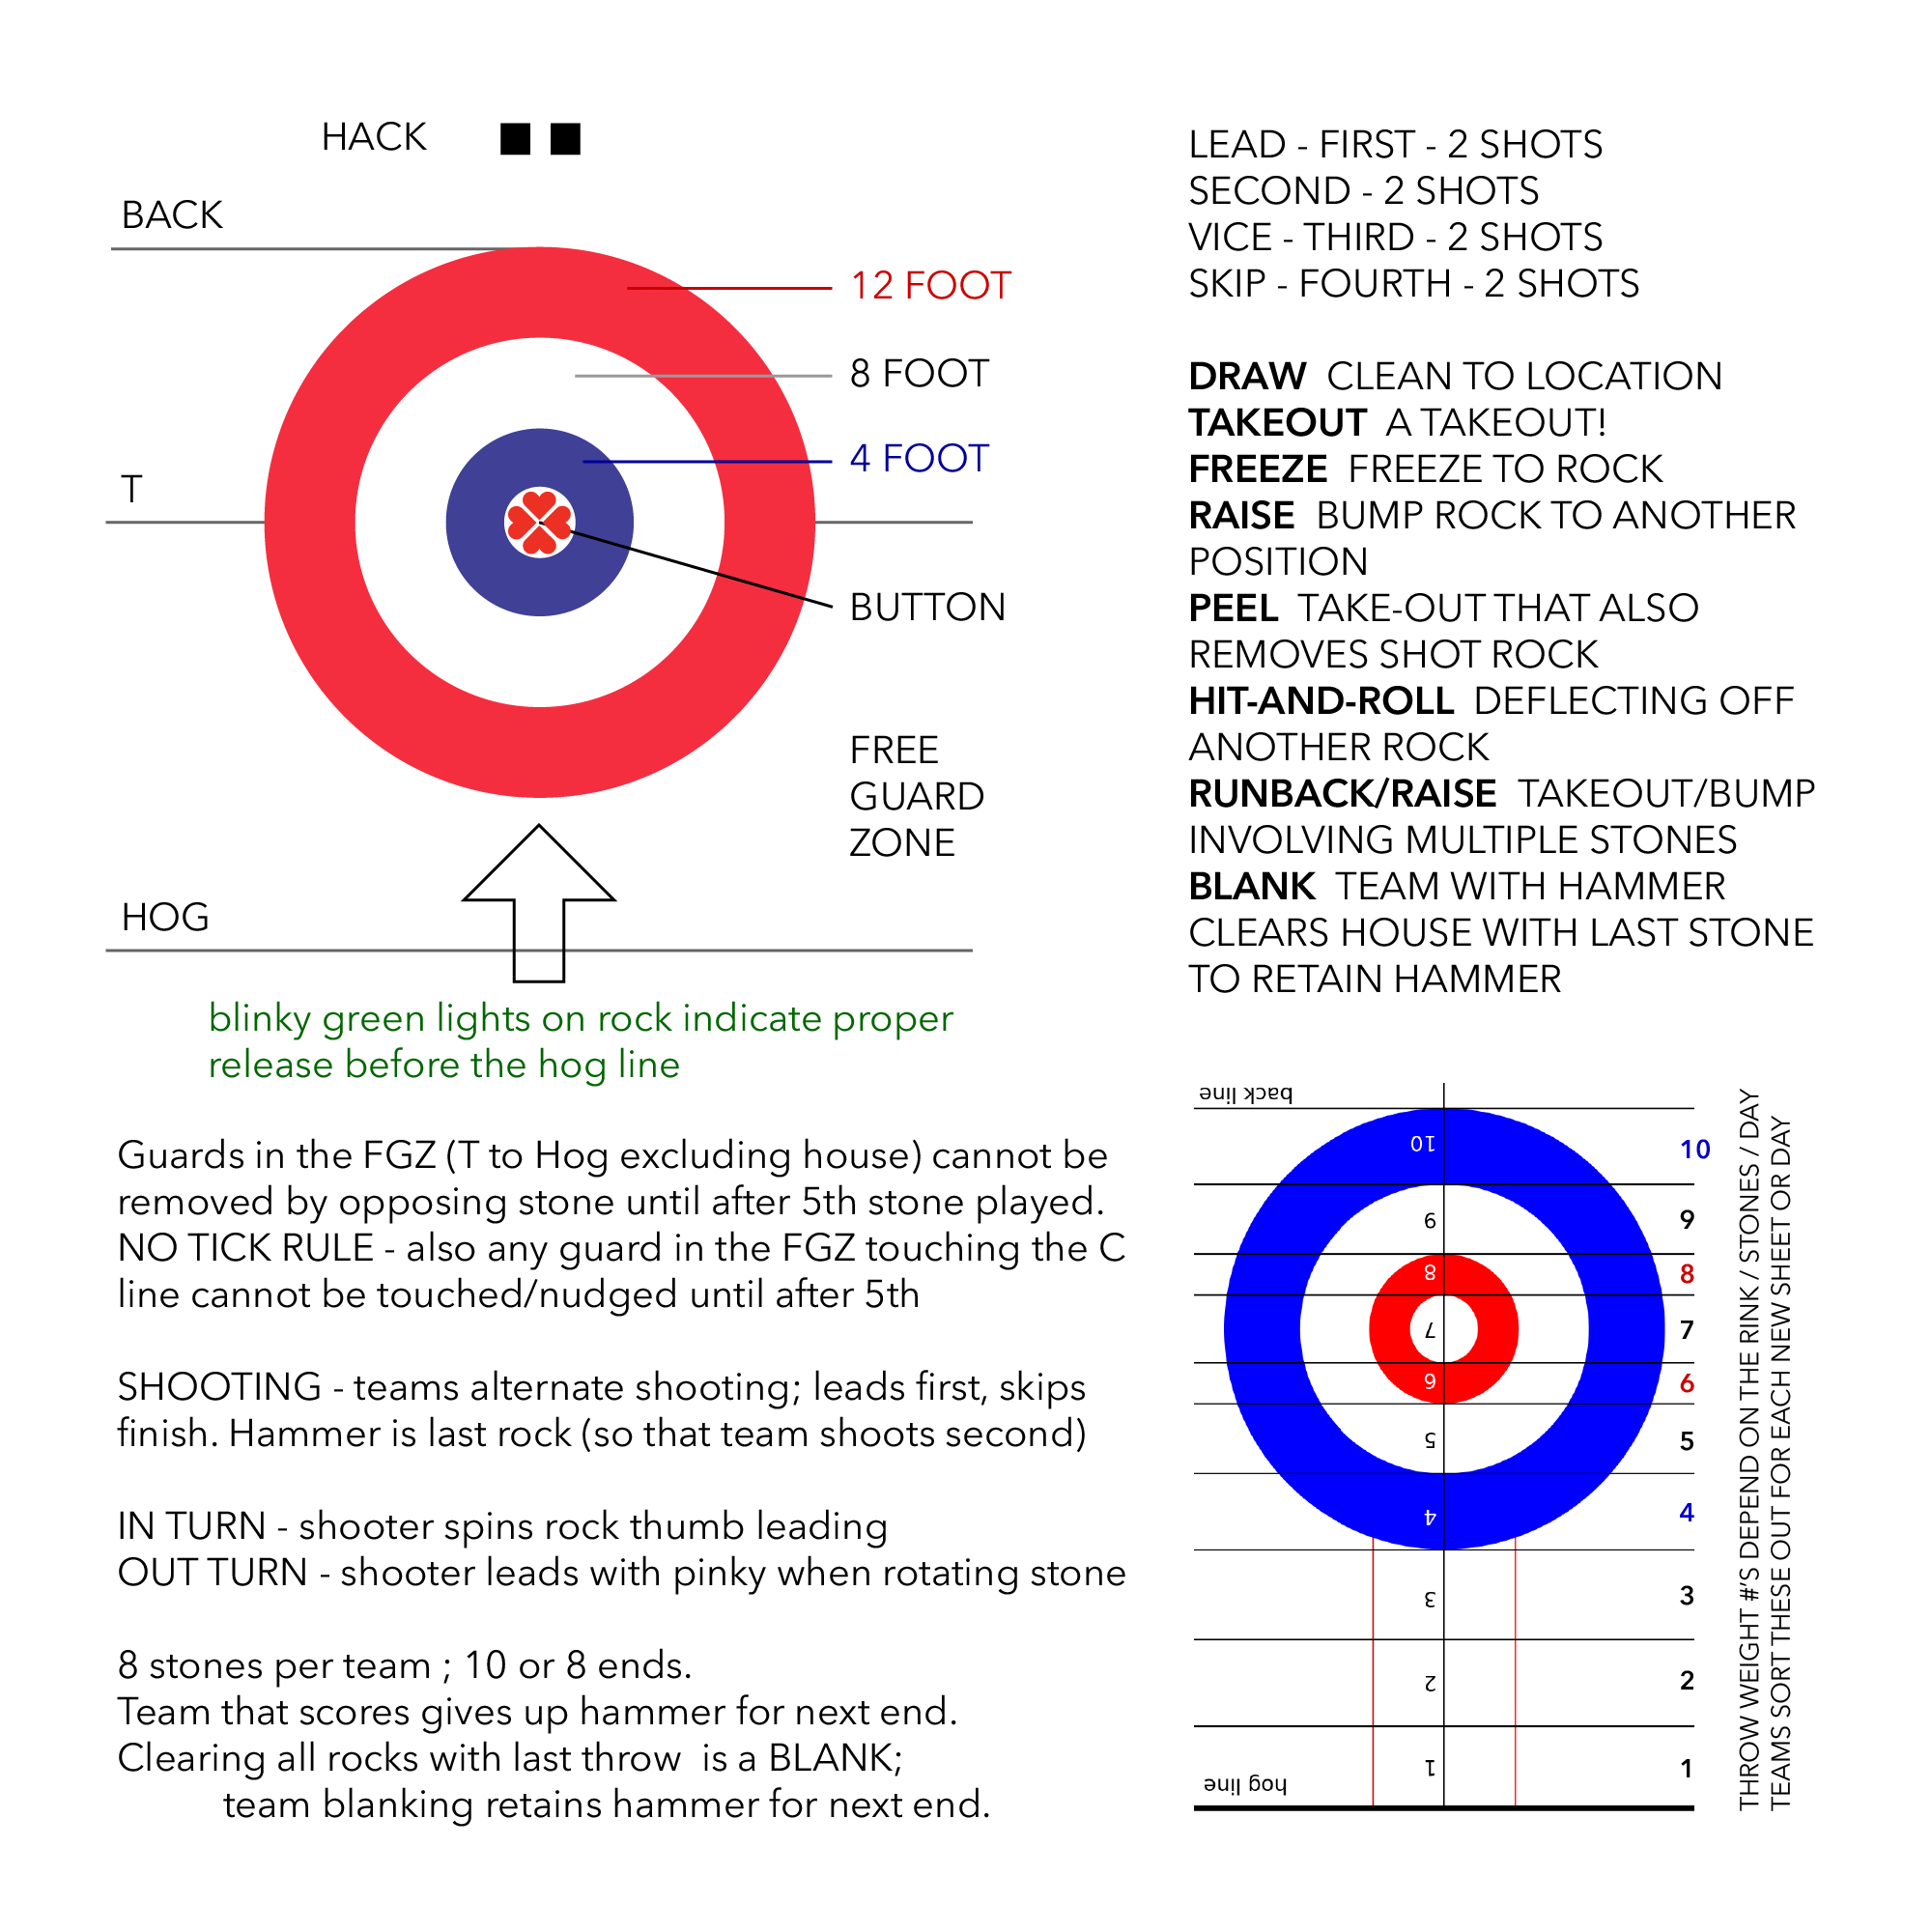 HACK
BACK
12 FOOT
8 FOOT
4 FOOT
T
BUTTON
FREE
GUARD
ZONE
HOG
blinky green lights on rock indicate proper
release before the hog line
Guards in the FGZ (T to Hog excluding house) cannot be
removed by opposing stone until after 5th stone played.
NO TICK RULE - also any guard in the FGZ touching the C
line cannot be touched/nudged until after 5th
SHOOTING - teams alternate shooting; leads first, skips
finish. Hammer is last rock (so that team shoots second)
IN TURN - shooter spins rock thumb leading
OUT TURN - shooter leads with pinky when rotating stone
8 stones per team ; 10 or 8 ends.
Team that scores gives up hammer for next end.
Clearing all rocks with last throw is a BLANK;
team blanking retains hammer for next end.
LEAD - FIRST - 2 SHOTS
SECOND - 2 SHOTS
VICE - THIRD - 2 SHOTS
SKIP - FOURTH - 2 SHOTS
DRAW CLEAN TO LOCATION
TAKEOUT A TAKEOUT!
FREEZE FREEZE TO ROCK
RAISE BUMP ROCK TO ANOTHER
POSITION
PEEL TAKE-OUT THAT ALSO
REMOVES SHOT ROCK
HIT-AND-ROLL DEFLECTING OFF
ANOTHER ROCK
RUNBACK/RAISE TAKEOUT/BUMP
INVOLVING MULTIPLE STONES
BLANK TEAM WITH HAMMER
CLEARS HOUSE WITH LAST STONE
TO RETAIN HAMMER
back line
10 10
9 9
8 8
7 7
6 6
5 5
4 4
3 3
2 2
1 1
hog line
THROW WEIGHT #'S DEPEND ON THE RINK / STONES / DAY
TEAMS SORT THESE OUT FOR EACH NEW SHEET OR DAY